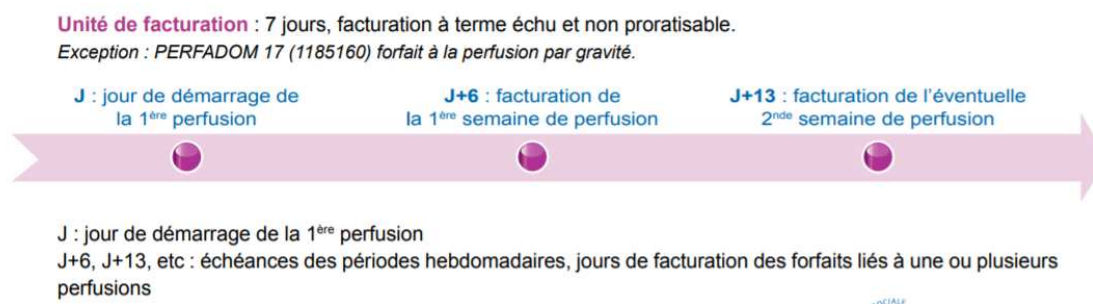 Unité de facturation : 7 jours, facturation à terme échu et non proratisable.
Exception : PERFADOM 17 (1185160) forfait à la perfusion par gravité.
J : jour de démarrage de
la 1ère perfusion
J+6 : facturation de
la 1ère semaine de perfusion
J+13 : facturation de l'éventuelle
2nde semaine de perfusion
J : jour de démarrage de la 1ère perfusion
J+6, J+13, etc : échéances des périodes hebdomadaires, jours de facturation des forfaits liés à une ou plusieurs
perfusions